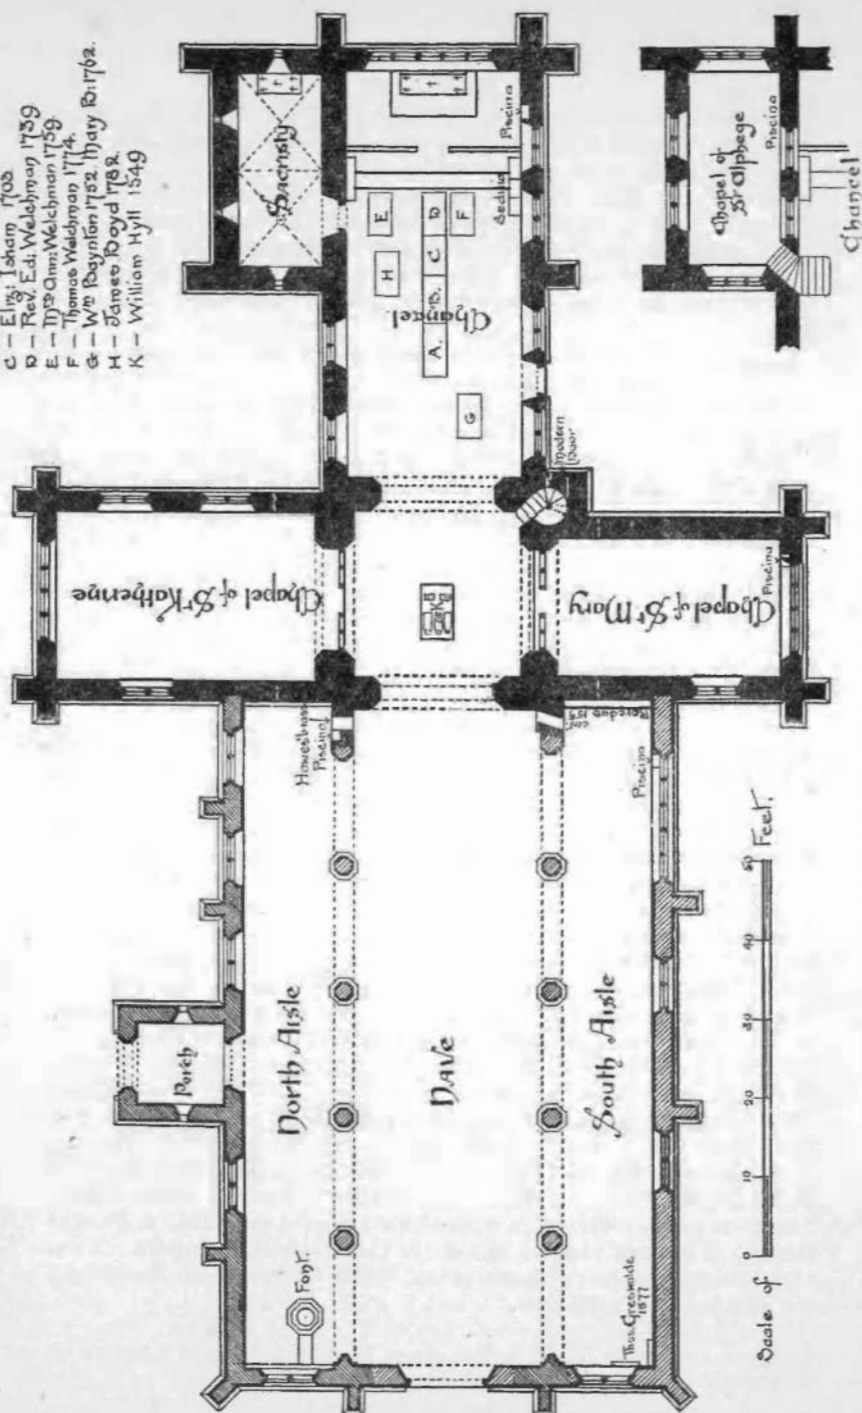 C – Eliz: Isham
D – Rev. Ed: Welchman 1739.
E – Mrs Ann: Welchman 1759.
F – Thomas Welchman 1774.
G – Wm Baynton 1752. Mary B: 1762.
H – James Boyd 1782.
K – William Hyll 1549
Sacristy
Piscina
Sedilia
E
D
F
H
C
B.
A.
G
Chancel
Modern Door
Chapel of St Alphege
Piscina
Chancel
Chapel of St Katherine
K
Chapel of St Mary
Piscina
Piscina
Piscina
Porch
North Aisle
Nave
South Aisle
Font
Thos. Greswolde
1577
Scale of 0 10 20 30 40 50 Feet.